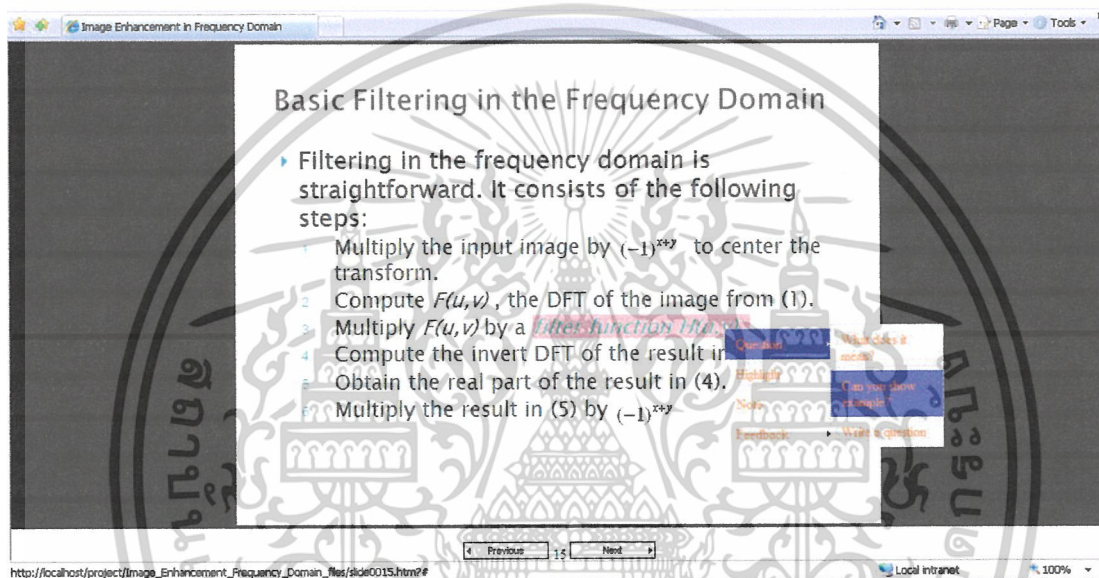 Image Enhancement in Frequency Domain
Page Tools
Basic Filtering in the Frequency Domain
Filtering in the frequency domain is
straightforward. It consists of the following
steps:
1 Multiply the input image by (−1)^{x+y} to center the
transform.
2 Compute F(u,v) , the DFT of the image from (1).
3 Multiply F(u,v) by a filter function H(u,v).
4 Compute the invert DFT of the result in
5 Obtain the real part of the result in (4).
6 Multiply the result in (5) by (−1)^{x+y}
Question
Highlight
Note
Feedback
What does it
mean?
Can you show
example?
Write a question
Previous 15 Next
http://localhost/project/Image_Enhancement_Frequency_Domain_files/slide0015.htm?#
Local intranet 100%